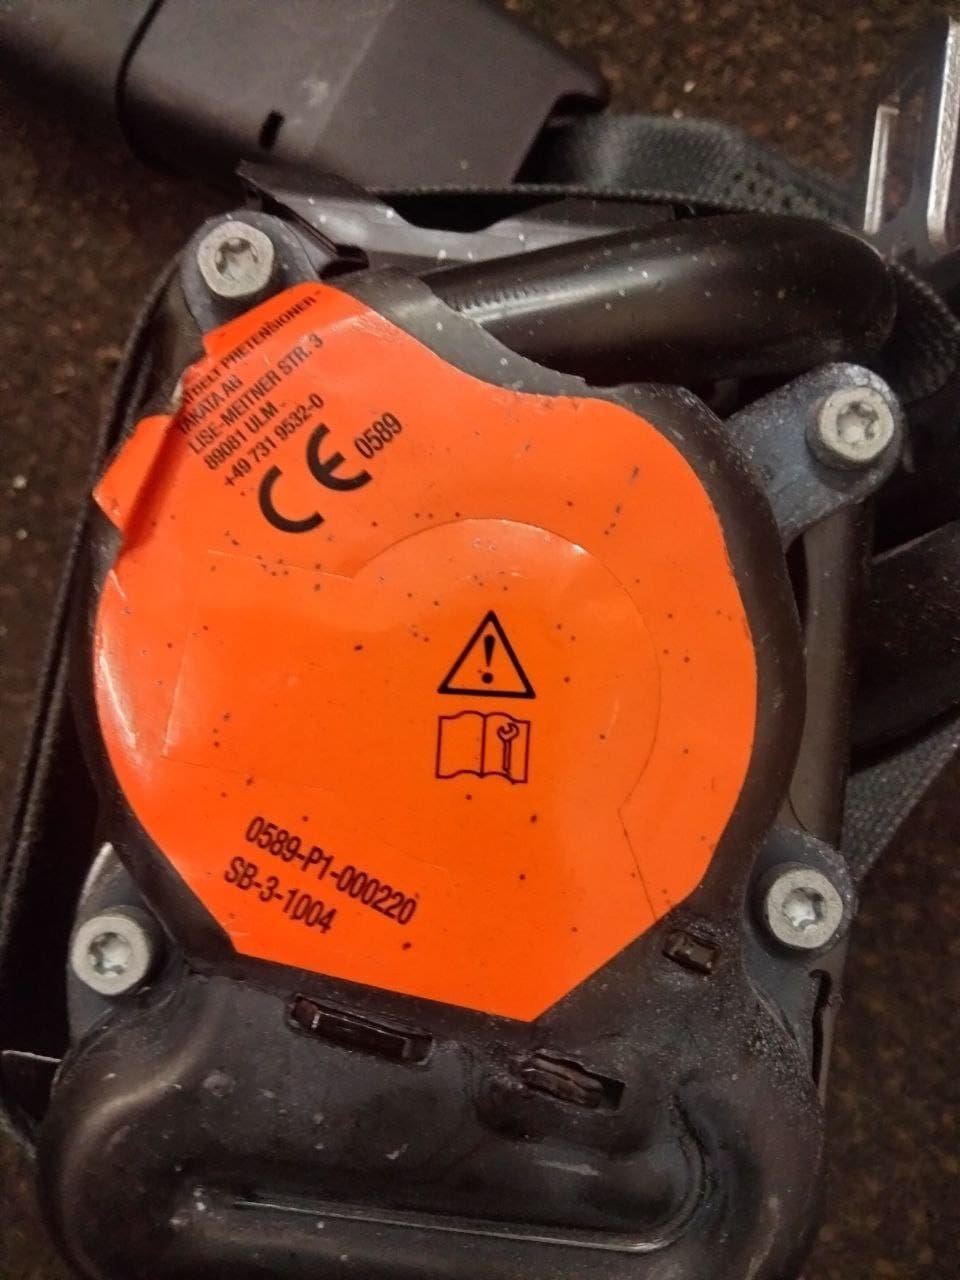 PRETENSIONER -
TAKATA AG
LISE-MEITNER STR. 3
89081 ULM -
+49 731 9532-0
CE 0589
0589-P1-000220
SB-3-1004